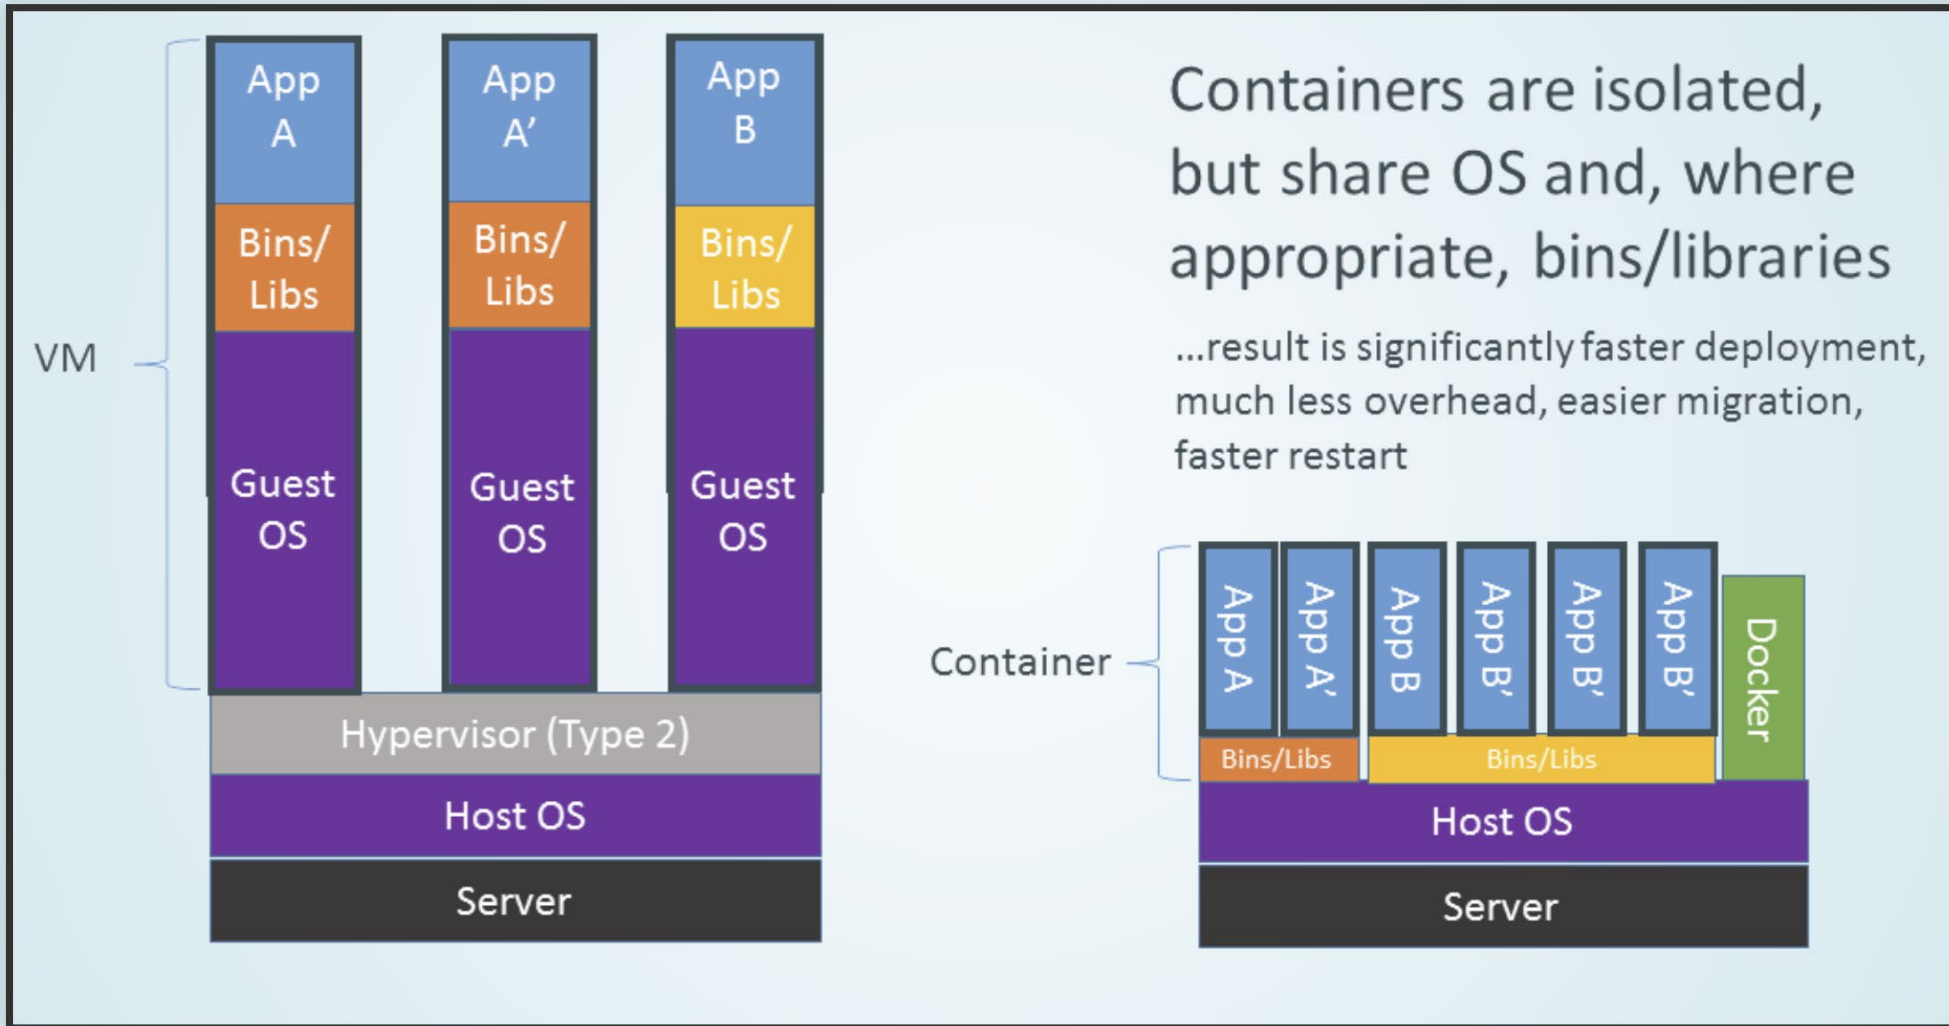 VM
App
A
Bins/
Libs
Guest
OS
App
A’
Bins/
Libs
Guest
OS
App
B
Bins/
Libs
Guest
OS
Hypervisor (Type 2)
Host OS
Server
Containers are isolated,
but share OS and, where
appropriate, bins/libraries
...result is significantly faster deployment,
much less overhead, easier migration,
faster restart
Container
App A
App A’
App B
App B’
App B’
App B’
Docker
Bins/Libs
Bins/Libs
Host OS
Server